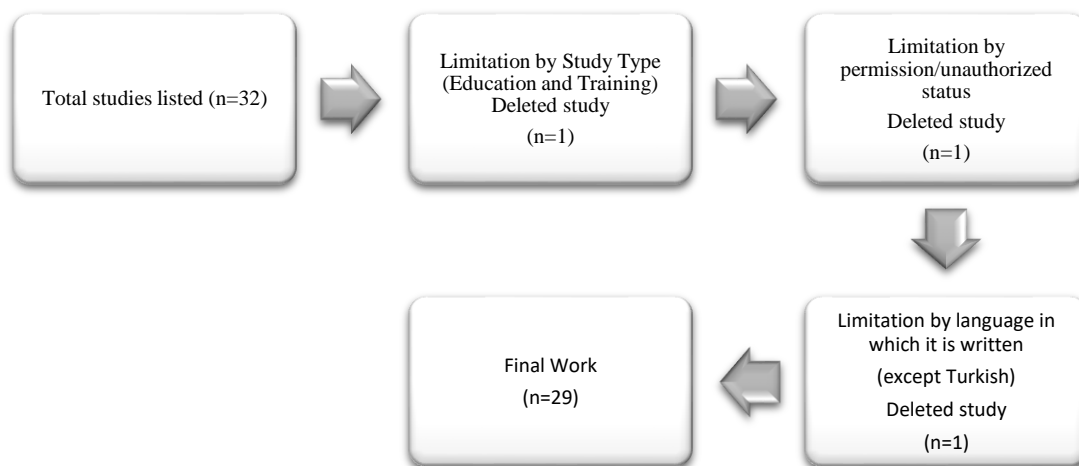 Total studies listed (n=32)
Limitation by Study Type
(Education and Training)
Deleted study
(n=1)
Limitation by
permission/unauthorized
status
Deleted study
(n=1)
Limitation by language in
which it is written
(except Turkish)
Deleted study
(n=1)
Final Work
(n=29)